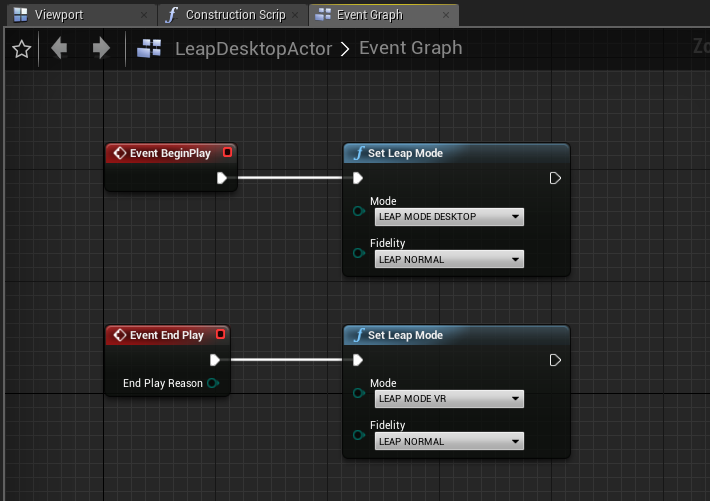 Viewport
Construction Scrip
Event Graph
LeapDesktopActor > Event Graph
Zo
Event BeginPlay
Set Leap Mode
Mode
LEAP MODE DESKTOP
Fidelity
LEAP NORMAL
Event End Play
End Play Reason
Set Leap Mode
Mode
LEAP MODE VR
Fidelity
LEAP NORMAL